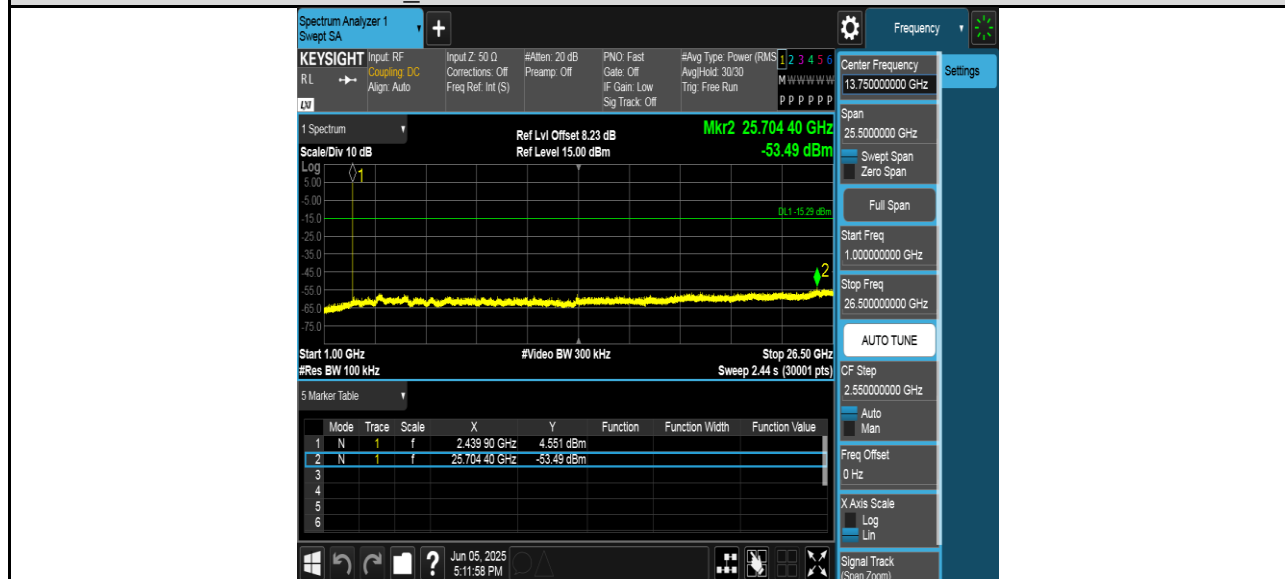 Spectrum Analyzer 1
Swept SA
+
Frequency
KEYSIGHT
RL
LXI
Input: RF
Coupling: DC
Align: Auto
Input Z: 50 Ω
Corrections: Off
Freq Ref: Int (S)
#Atten: 20 dB
Preamp: Off
PNO: Fast
Gate: Off
IF Gain: Low
Sig Track: Off
#Avg Type: Power (RMS
Avg|Hold: 30/30
Trig: Free Run
1 2 3 4 5 6
M W W W W W
P P P P P P
1 Spectrum
Scale/Div 10 dB
Ref Lvl Offset 8.23 dB
Ref Level 15.00 dBm
Mkr2 25.704 40 GHz
-53.49 dBm
Log
5.00
-5.00
-15.0
-25.0
-35.0
-45.0
-55.0
-65.0
-75.0
1
DL1 -15.29 dBm
2
Start 1.00 GHz
#Video BW 300 kHz
Stop 26.50 GHz
#Res BW 100 kHz
Sweep 2.44 s (30001 pts)
5 Marker Table
Mode Trace Scale X Y Function Function Width Function Value
1 N 1 f 2.439 90 GHz 4.551 dBm
2 N 1 f 25.704 40 GHz -53.49 dBm
3
4
5
6
?
Jun 05, 2025
5:11:58 PM
Center Frequency
13.750000000 GHz
Settings
Span
25.5000000 GHz
Swept Span
Zero Span
Full Span
Start Freq
1.000000000 GHz
Stop Freq
26.500000000 GHz
AUTO TUNE
CF Step
2.550000000 GHz
Auto
Man
Freq Offset
0 Hz
X Axis Scale
Log
Lin
Signal Track
(Span Zoom)